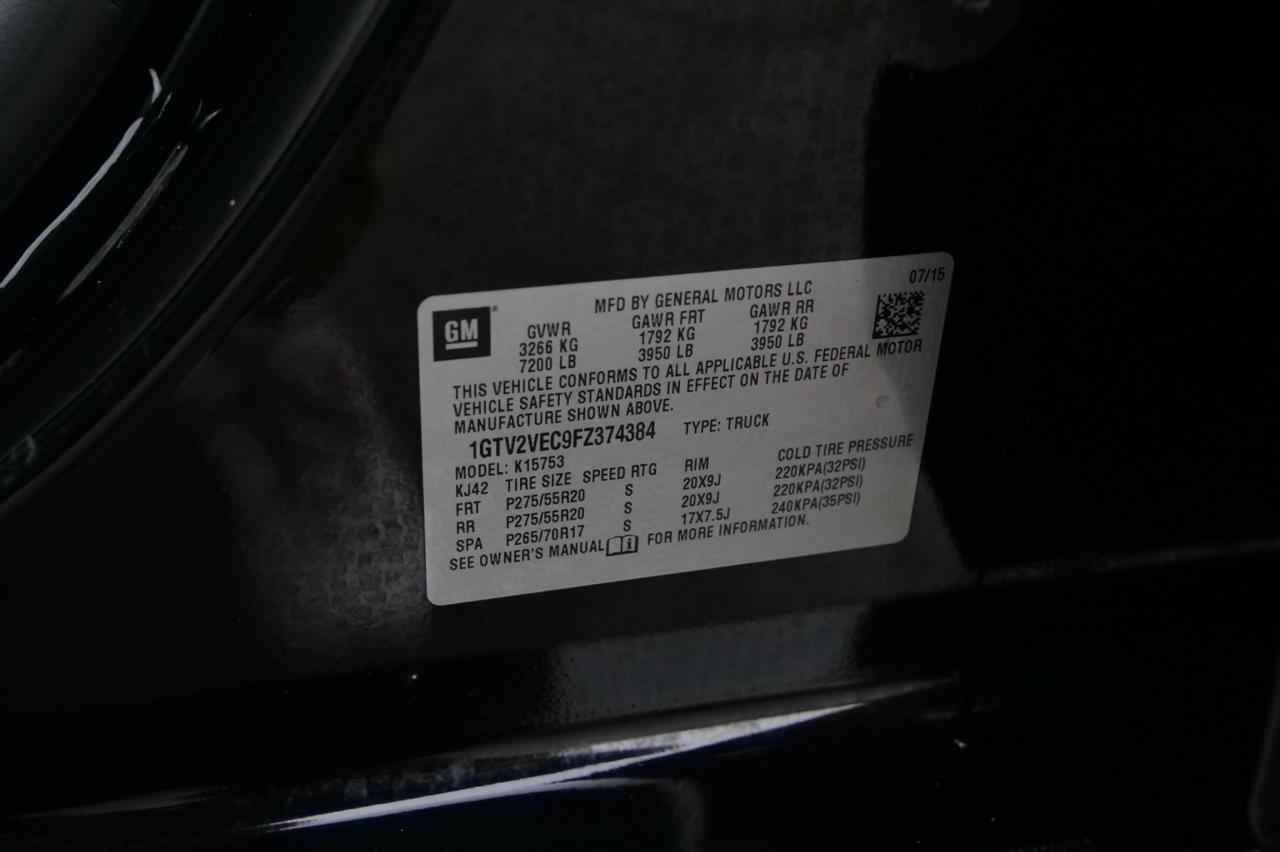 07/15
GM
MFD BY GENERAL MOTORS LLC
GVWR GAWR FRT GAWR RR
3266 KG 1792 KG 1792 KG
7200 LB 3950 LB 3950 LB
THIS VEHICLE CONFORMS TO ALL APPLICABLE U.S. FEDERAL MOTOR
VEHICLE SAFETY STANDARDS IN EFFECT ON THE DATE OF
MANUFACTURE SHOWN ABOVE.
1GTV2VEC9FZ374384 TYPE: TRUCK
MODEL: K15753
KJ42 TIRE SIZE SPEED RTG RIM COLD TIRE PRESSURE
FRT P275/55R20 S 20X9J 220KPA(32PSI)
RR P275/55R20 S 20X9J 220KPA(32PSI)
SPA P265/70R17 S 17X7.5J 240KPA(35PSI)
SEE OWNER'S MANUAL FOR MORE INFORMATION.